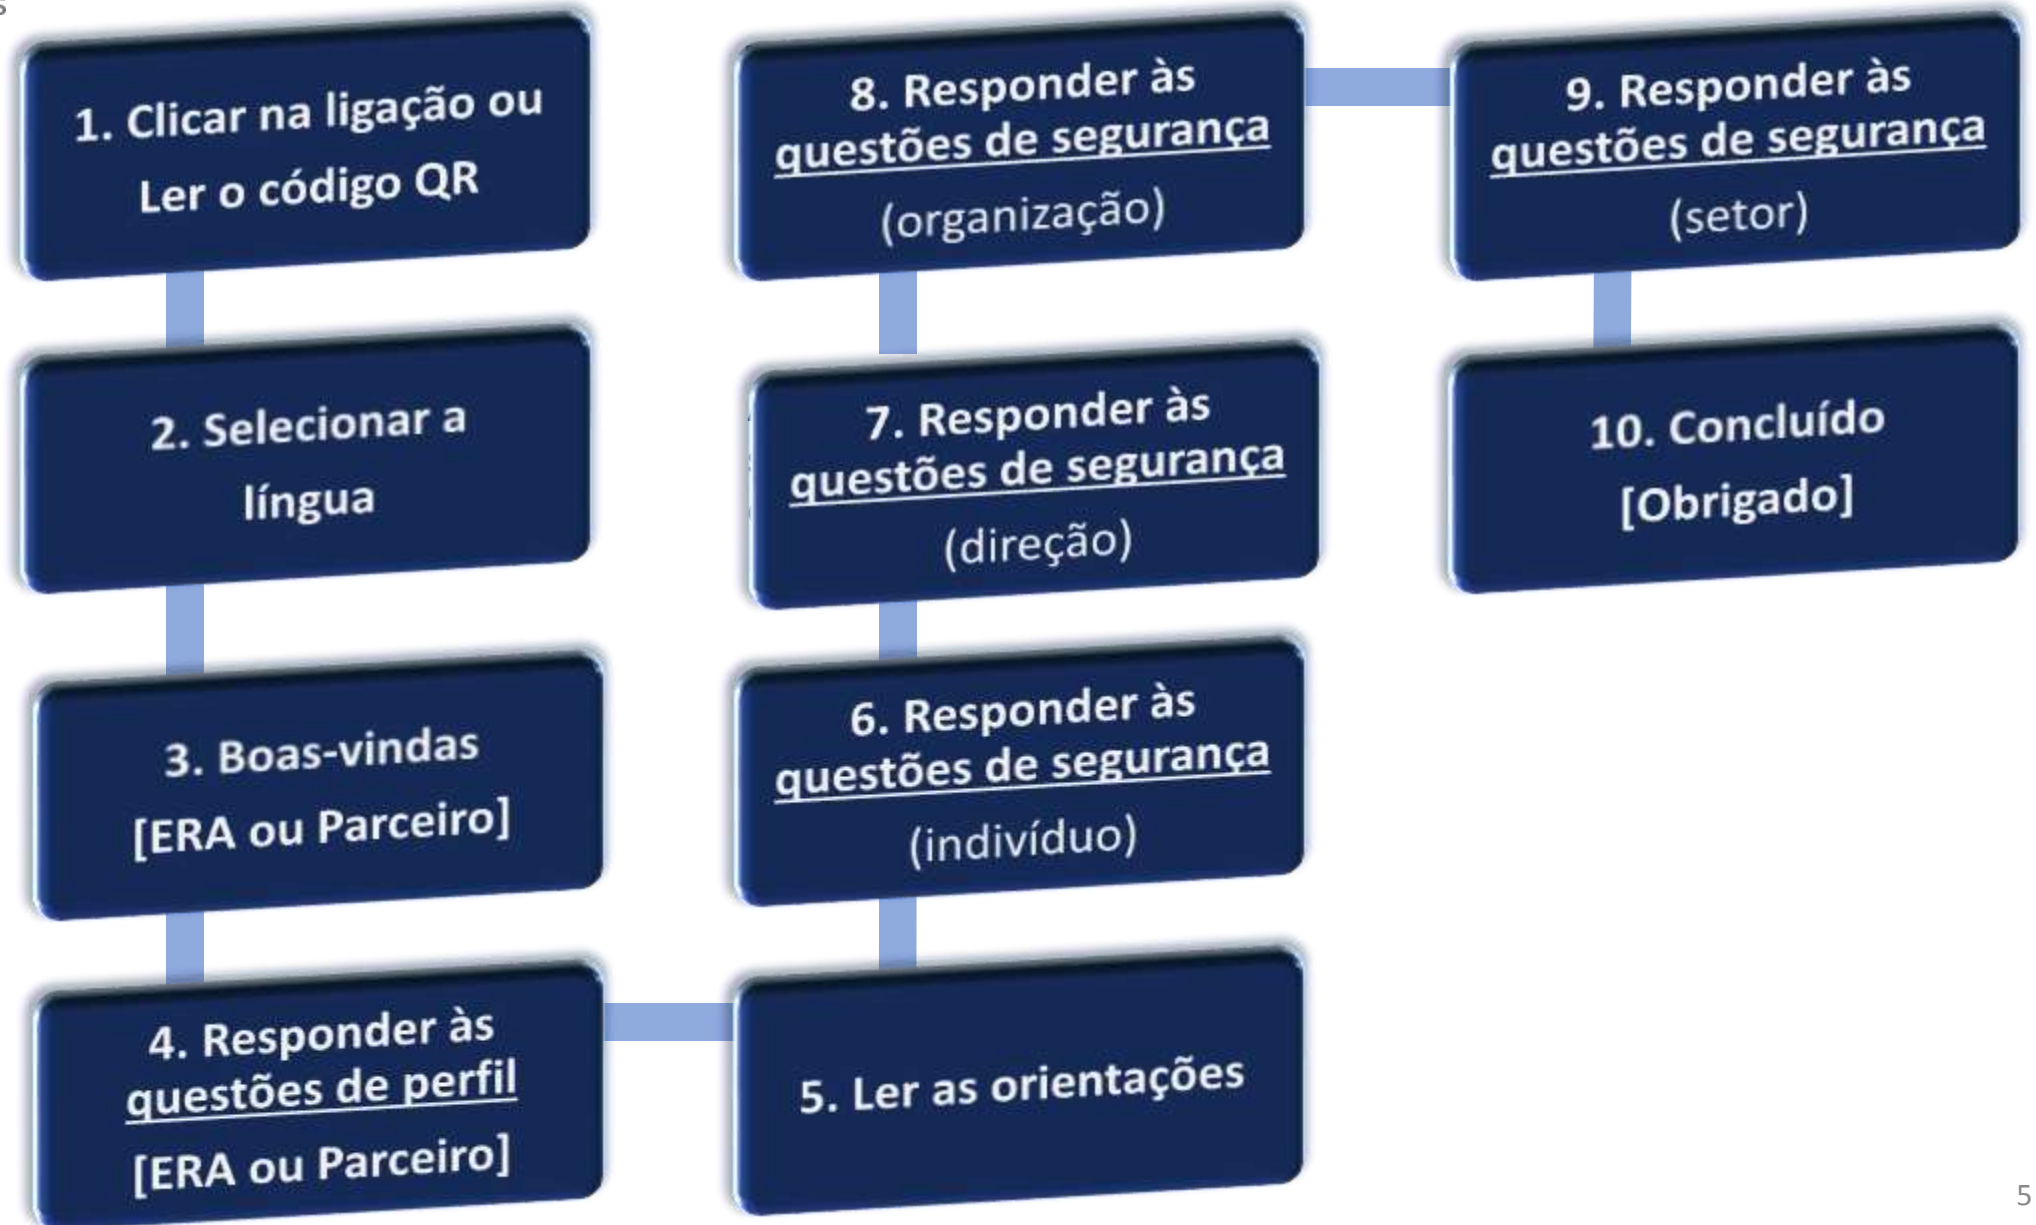 1. Clicar na ligação ou
Ler o código QR
2. Selecionar a
língua
3. Boas-vindas
[ERA ou Parceiro]
4. Responder às
questões de perfil
[ERA ou Parceiro]
5. Ler as orientações
6. Responder às
questões de segurança
(indivíduo)
7. Responder às
questões de segurança
(direção)
8. Responder às
questões de segurança
(organização)
9. Responder às
questões de segurança
(setor)
10. Concluído
[Obrigado]
5